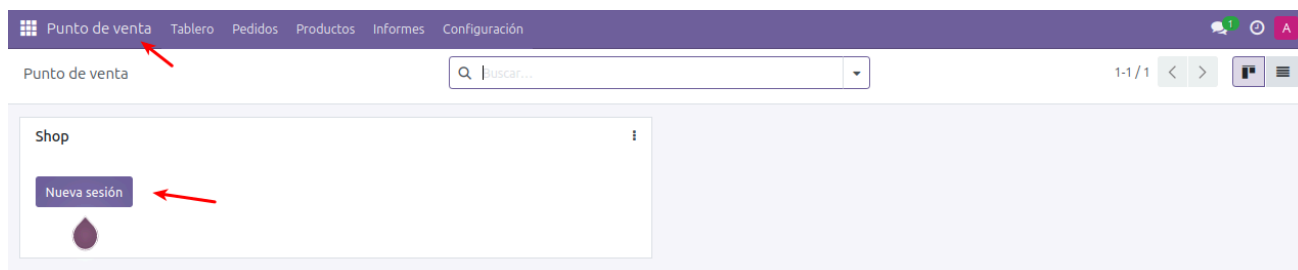 Punto de venta Tablero Pedidos Productos Informes Configuración 1 A
Punto de venta Buscar... 1-1 / 1
Shop
Nueva sesión